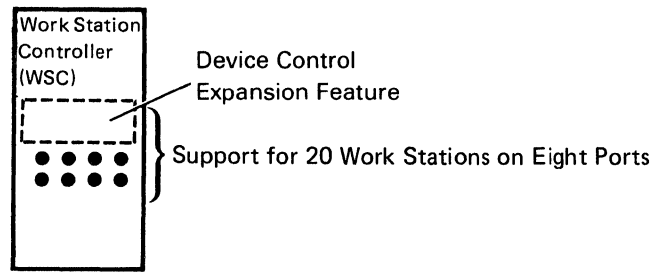 Work Station
Controller
(WSC)
Device Control
Expansion Feature
Support for 20 Work Stations on Eight Ports